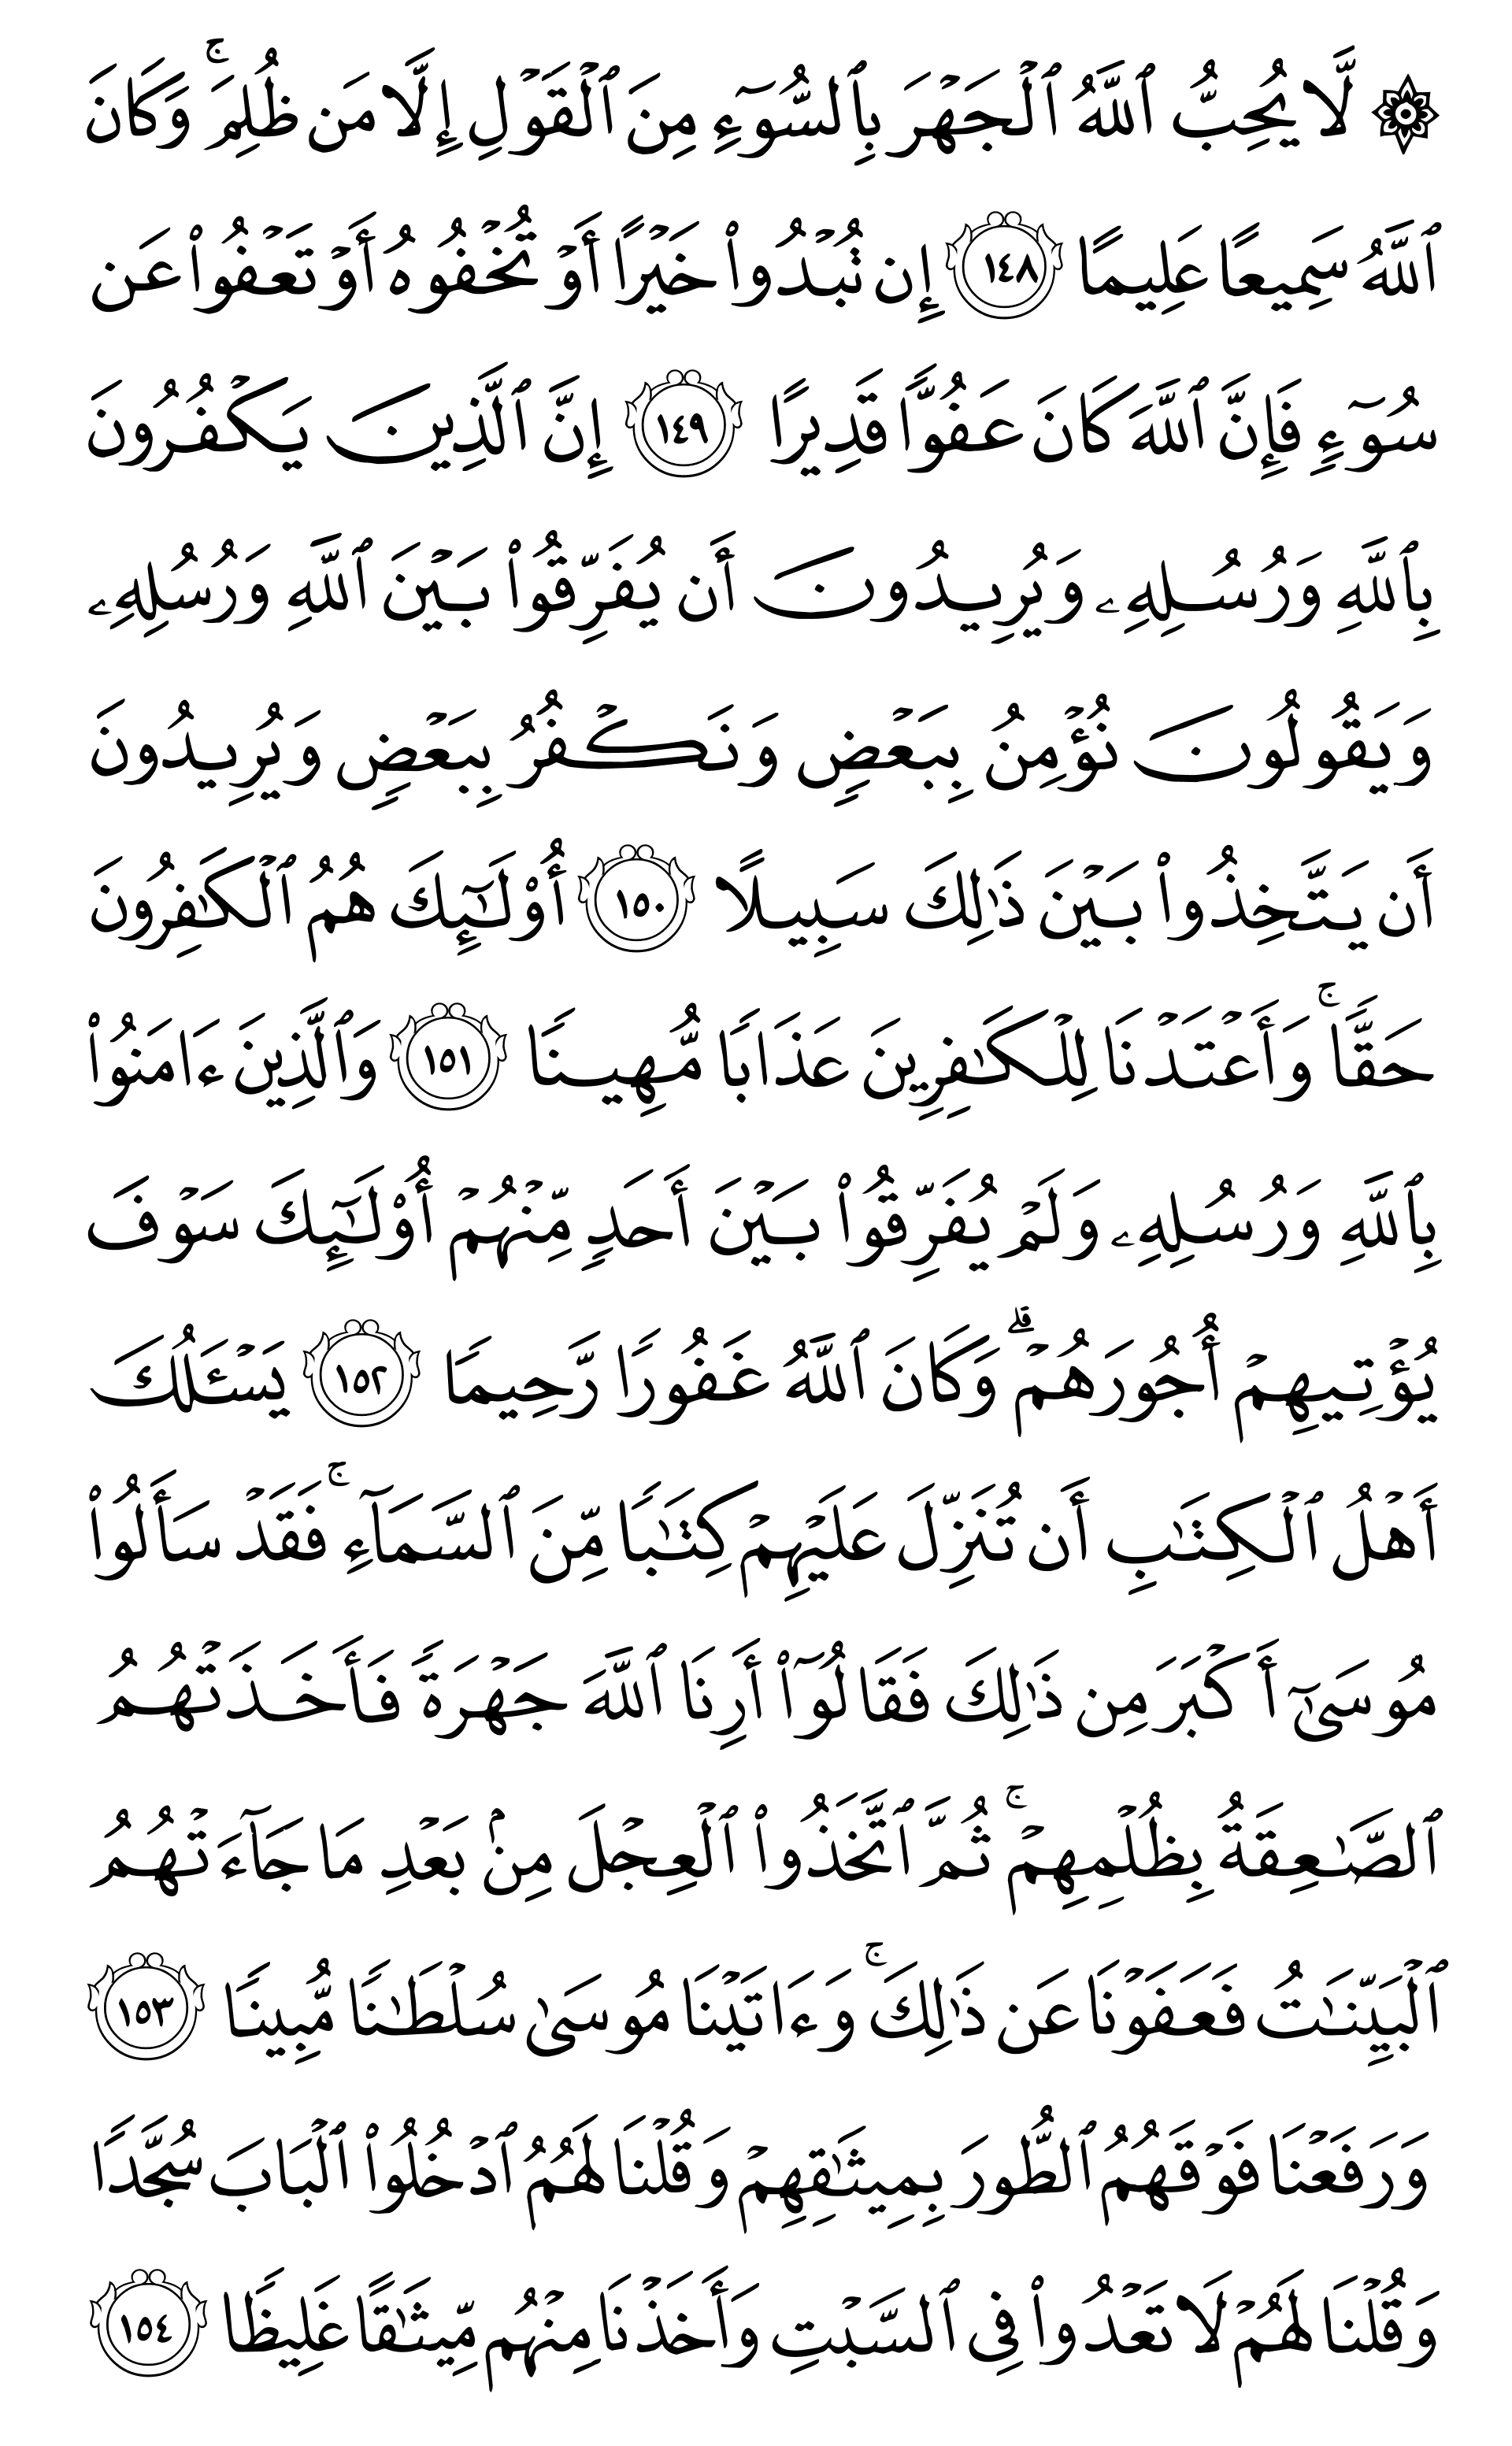 ۞ لَّا يُحِبُّ ٱللَّهُ ٱلۡجَهۡرَ بِٱلسُّوٓءِ مِنَ ٱلۡقَوۡلِ إِلَّا مَن ظُلِمَۚ وَكَانَ
ٱللَّهُ سَمِيعًا عَلِيمًا ١٤٨ إِن تُبۡدُواْ خَيۡرًا أَوۡ تُخۡفُوهُ أَوۡ تَعۡفُواْ عَن
سُوٓءٖ فَإِنَّ ٱللَّهَ كَانَ عَفُوّٗا قَدِيرًا ١٤٩ إِنَّ ٱلَّذِينَ يَكۡفُرُونَ
بِٱللَّهِ وَرُسُلِهِۦ وَيُرِيدُونَ أَن يُفَرِّقُواْ بَيۡنَ ٱللَّهِ وَرُسُلِهِۦ
وَيَقُولُونَ نُؤۡمِنُ بِبَعۡضٖ وَنَكۡفُرُ بِبَعۡضٖ وَيُرِيدُونَ
أَن يَتَّخِذُواْ بَيۡنَ ذَٰلِكَ سَبِيلًا ١٥٠ أُوْلَٰٓئِكَ هُمُ ٱلۡكَٰفِرُونَ
حَقّٗاۚ وَأَعۡتَدۡنَا لِلۡكَٰفِرِينَ عَذَابٗا مُّهِينٗا ١٥١ وَٱلَّذِينَ ءَامَنُواْ
بِٱللَّهِ وَرُسُلِهِۦ وَلَمۡ يُفَرِّقُواْ بَيۡنَ أَحَدٖ مِّنۡهُمۡ أُوْلَٰٓئِكَ سَوۡفَ
يُؤۡتِيهِمۡ أُجُورَهُمۡۗ وَكَانَ ٱللَّهُ غَفُورٗا رَّحِيمٗا ١٥٢ يَسۡـَٔلُكَ
أَهۡلُ ٱلۡكِتَٰبِ أَن تُنَزِّلَ عَلَيۡهِمۡ كِتَٰبٗا مِّنَ ٱلسَّمَآءِۚ فَقَدۡ سَأَلُواْ
مُوسَىٰٓ أَكۡبَرَ مِن ذَٰلِكَ فَقَالُوٓاْ أَرِنَا ٱللَّهَ جَهۡرَةٗ فَأَخَذَتۡهُمُ
ٱلصَّٰعِقَةُ بِظُلۡمِهِمۡۚ ثُمَّ ٱتَّخَذُواْ ٱلۡعِجۡلَ مِنۢ بَعۡدِ مَا جَآءَتۡهُمُ
ٱلۡبَيِّنَٰتُ فَعَفَوۡنَا عَن ذَٰلِكَۚ وَءَاتَيۡنَا مُوسَىٰ سُلۡطَٰنٗا مُّبِينٗا ١٥٣
وَرَفَعۡنَا فَوۡقَهُمُ ٱلطُّورَ بِمِيثَٰقِهِمۡ وَقُلۡنَا لَهُمُ ٱدۡخُلُواْ ٱلۡبَابَ سُجَّدٗا
وَقُلۡنَا لَهُمۡ لَا تَعۡدُواْ فِي ٱلسَّبۡتِ وَأَخَذۡنَا مِنۡهُم مِّيثَٰقًا غَلِيظٗا ١٥٤